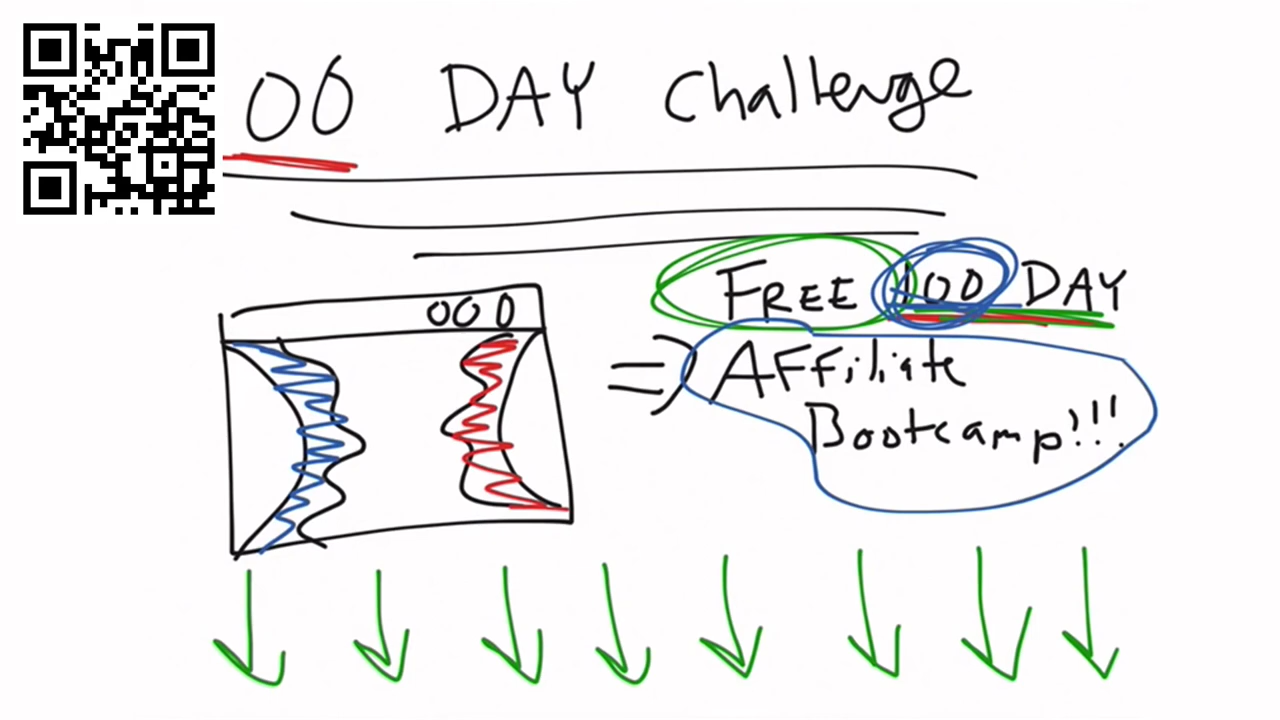 00 DAY Challenge
FREE 100 DAY
=) AFFiliate
Bootcamp!!!
000